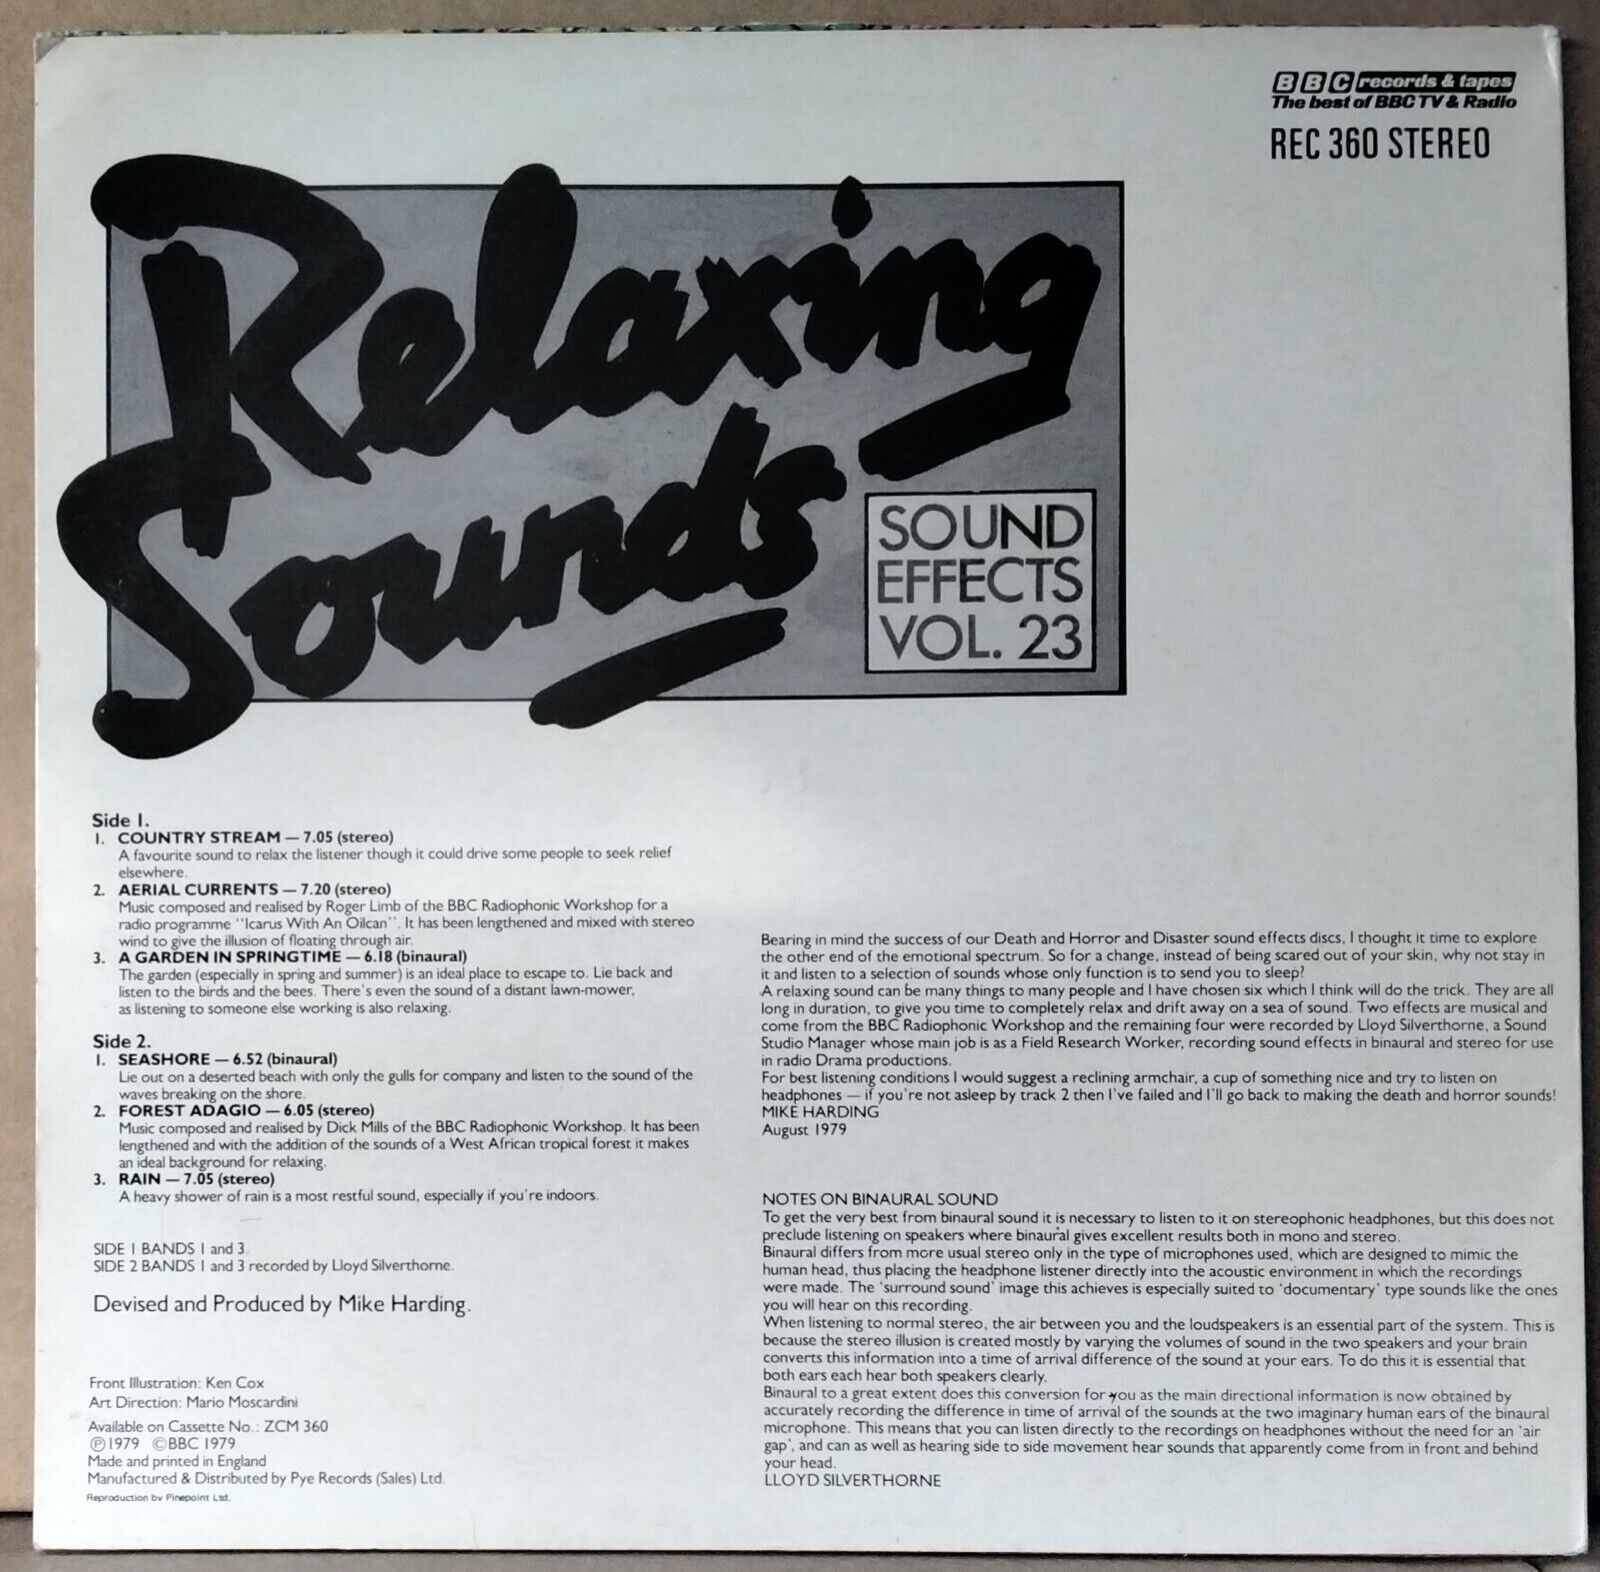 BBC records & tapes
The best of BBC TV & Radio
REC 360 STEREO
Relaxing
Sounds
SOUND
EFFECTS
VOL. 23
Side 1.
1. COUNTRY STREAM — 7.05 (stereo)
A favourite sound to relax the listener though it could drive some people to seek relief
elsewhere.
2. AERIAL CURRENTS — 7.20 (stereo)
Music composed and realised by Roger Limb of the BBC Radiophonic Workshop for a
radio programme "Icarus With An Oilcan". It has been lengthened and mixed with stereo
wind to give the illusion of floating through air.
3. A GARDEN IN SPRINGTIME — 6.18 (binaural)
The garden (especially in spring and summer) is an ideal place to escape to. Lie back and
listen to the birds and the bees. There's even the sound of a distant lawn-mower,
as listening to someone else working is also relaxing.
Side 2.
1. SEASHORE — 6.52 (binaural)
Lie out on a deserted beach with only the gulls for company and listen to the sound of the
waves breaking on the shore.
2. FOREST ADAGIO — 6.05 (stereo)
Music composed and realised by Dick Mills of the BBC Radiophonic Workshop. It has been
lengthened and with the addition of the sounds of a West African tropical forest it makes
an ideal background for relaxing.
3. RAIN — 7.05 (stereo)
A heavy shower of rain is a most restful sound, especially if you're indoors.
SIDE 1 BANDS 1 and 3.
SIDE 2 BANDS 1 and 3 recorded by Lloyd Silverthorne.
Devised and Produced by Mike Harding.
Front Illustration: Ken Cox
Art Direction: Mario Moscardini
Available on Cassette No.: ZCM 360
Ⓟ1979 ©BBC 1979
Made and printed in England
Manufactured & Distributed by Pye Records (Sales) Ltd.
Reproduction by Pinepoint Ltd.
Bearing in mind the success of our Death and Horror and Disaster sound effects discs, I thought it time to explore
the other end of the emotional spectrum. So for a change, instead of being scared out of your skin, why not stay in
it and listen to a selection of sounds whose only function is to send you to sleep?
A relaxing sound can be many things to many people and I have chosen six which I think will do the trick. They are all
long in duration, to give you time to completely relax and drift away on a sea of sound. Two effects are musical and
come from the BBC Radiophonic Workshop and the remaining four were recorded by Lloyd Silverthorne, a Sound
Studio Manager whose main job is as a Field Research Worker, recording sound effects in binaural and stereo for use
in radio Drama productions.
For best listening conditions I would suggest a reclining armchair, a cup of something nice and try to listen on
headphones — if you're not asleep by track 2 then I've failed and I'll go back to making the death and horror sounds!
MIKE HARDING
August 1979
NOTES ON BINAURAL SOUND
To get the very best from binaural sound it is necessary to listen to it on stereophonic headphones, but this does not
preclude listening on speakers where binaural gives excellent results both in mono and stereo.
Binaural differs from more usual stereo only in the type of microphones used, which are designed to mimic the
human head, thus placing the headphone listener directly into the acoustic environment in which the recordings
were made. The 'surround sound' image this achieves is especially suited to 'documentary' type sounds like the ones
you will hear on this recording.
When listening to normal stereo, the air between you and the loudspeakers is an essential part of the system. This is
because the stereo illusion is created mostly by varying the volumes of sound in the two speakers and your brain
converts this information into a time of arrival difference of the sound at your ears. To do this it is essential that
both ears each hear both speakers clearly.
Binaural to a great extent does this conversion for you as the main directional information is now obtained by
accurately recording the difference in time of arrival of the sounds at the two imaginary human ears of the binaural
microphone. This means that you can listen directly to the recordings on headphones without the need for an 'air
gap', and can as well as hearing side to side movement hear sounds that apparently come from in front and behind
your head.
LLOYD SILVERTHORNE